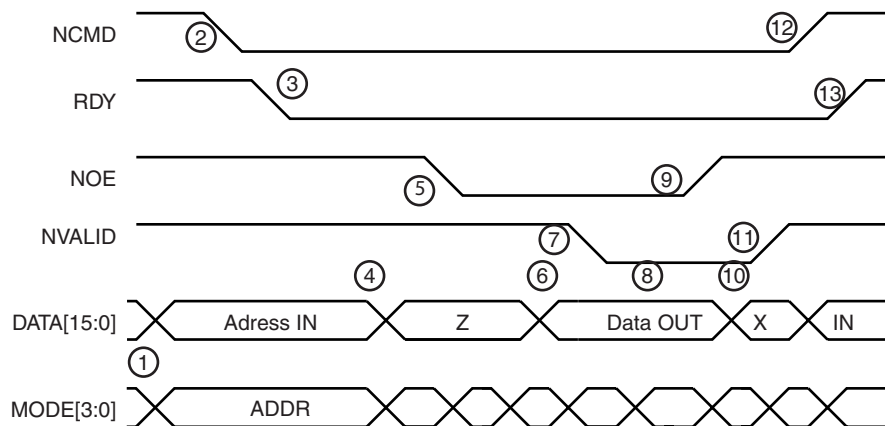 NCMD
2
12
RDY
3
13
NOE
5
9
NVALID
7
11
4
6
8
10
DATA[15:0]
Adress IN
Z
Data OUT
X
IN
1
MODE[3:0]
ADDR